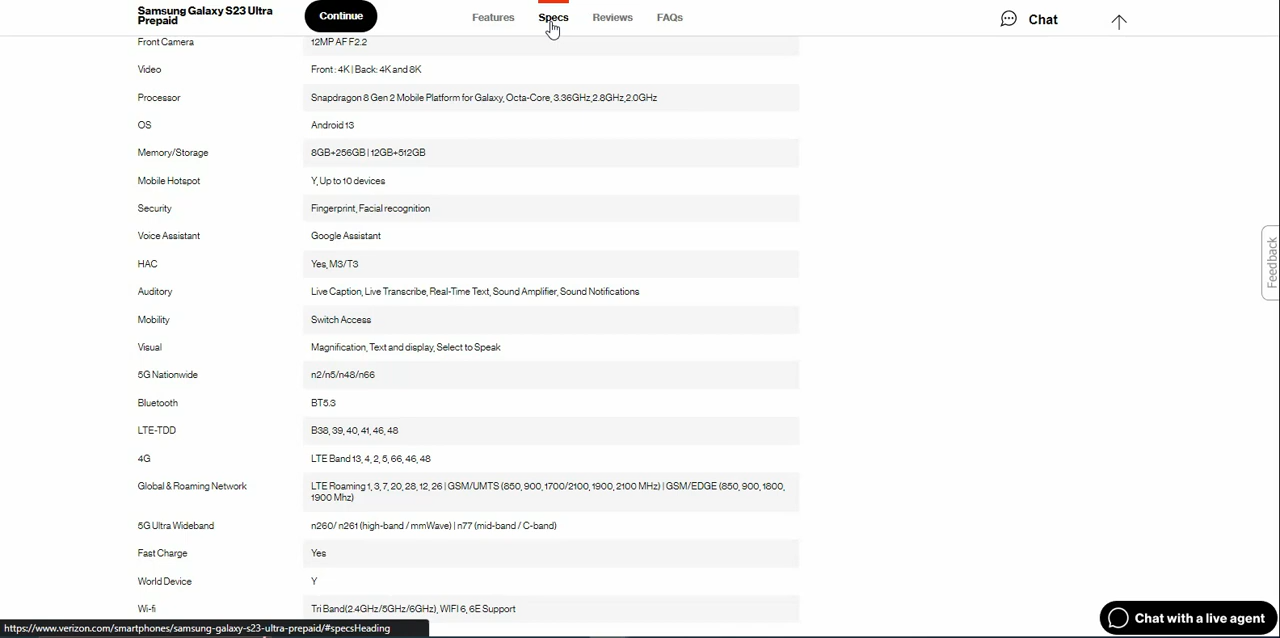 Samsung Galaxy S23 Ultra
Prepaid
Continue
Features
Specs
Reviews
FAQs
Chat
Front Camera
12MP AF F2.2
Video
Front : 4K | Back: 4K and 8K
Processor
Snapdragon 8 Gen 2 Mobile Platform for Galaxy, Octa-Core, 3.36GHz,2.8GHz,2.0GHz
OS
Android 13
Memory/Storage
8GB+256GB | 12GB+512GB
Mobile Hotspot
Y, Up to 10 devices
Security
Fingerprint, Facial recognition
Voice Assistant
Google Assistant
HAC
Yes, M3/T3
Auditory
Live Caption, Live Transcribe, Real-Time Text, Sound Amplifier, Sound Notifications
Mobility
Switch Access
Visual
Magnification, Text and display, Select to Speak
5G Nationwide
n2/n5/n48/n66
Bluetooth
BT5.3
LTE-TDD
B38, 39, 40, 41, 46, 48
4G
LTE Band 13, 4, 2, 5, 66, 46, 48
Global & Roaming Network
LTE Roaming 1, 3, 7, 20, 28, 12, 26 | GSM/UMTS (850, 900, 1700/2100, 1900, 2100 MHz) | GSM/EDGE (850, 900, 1800,
1900 Mhz)
5G Ultra Wideband
n260/ n261 (high-band / mmWave) | n77 (mid-band / C-band)
Fast Charge
Yes
World Device
Y
Wi-fi
Tri Band(2.4GHz/5GHz/6GHz), WIFI 6, 6E Support
Feedback
Chat with a live agent
https://www.verizon.com/smartphones/samsung-galaxy-s23-ultra-prepaid/#specsHeading